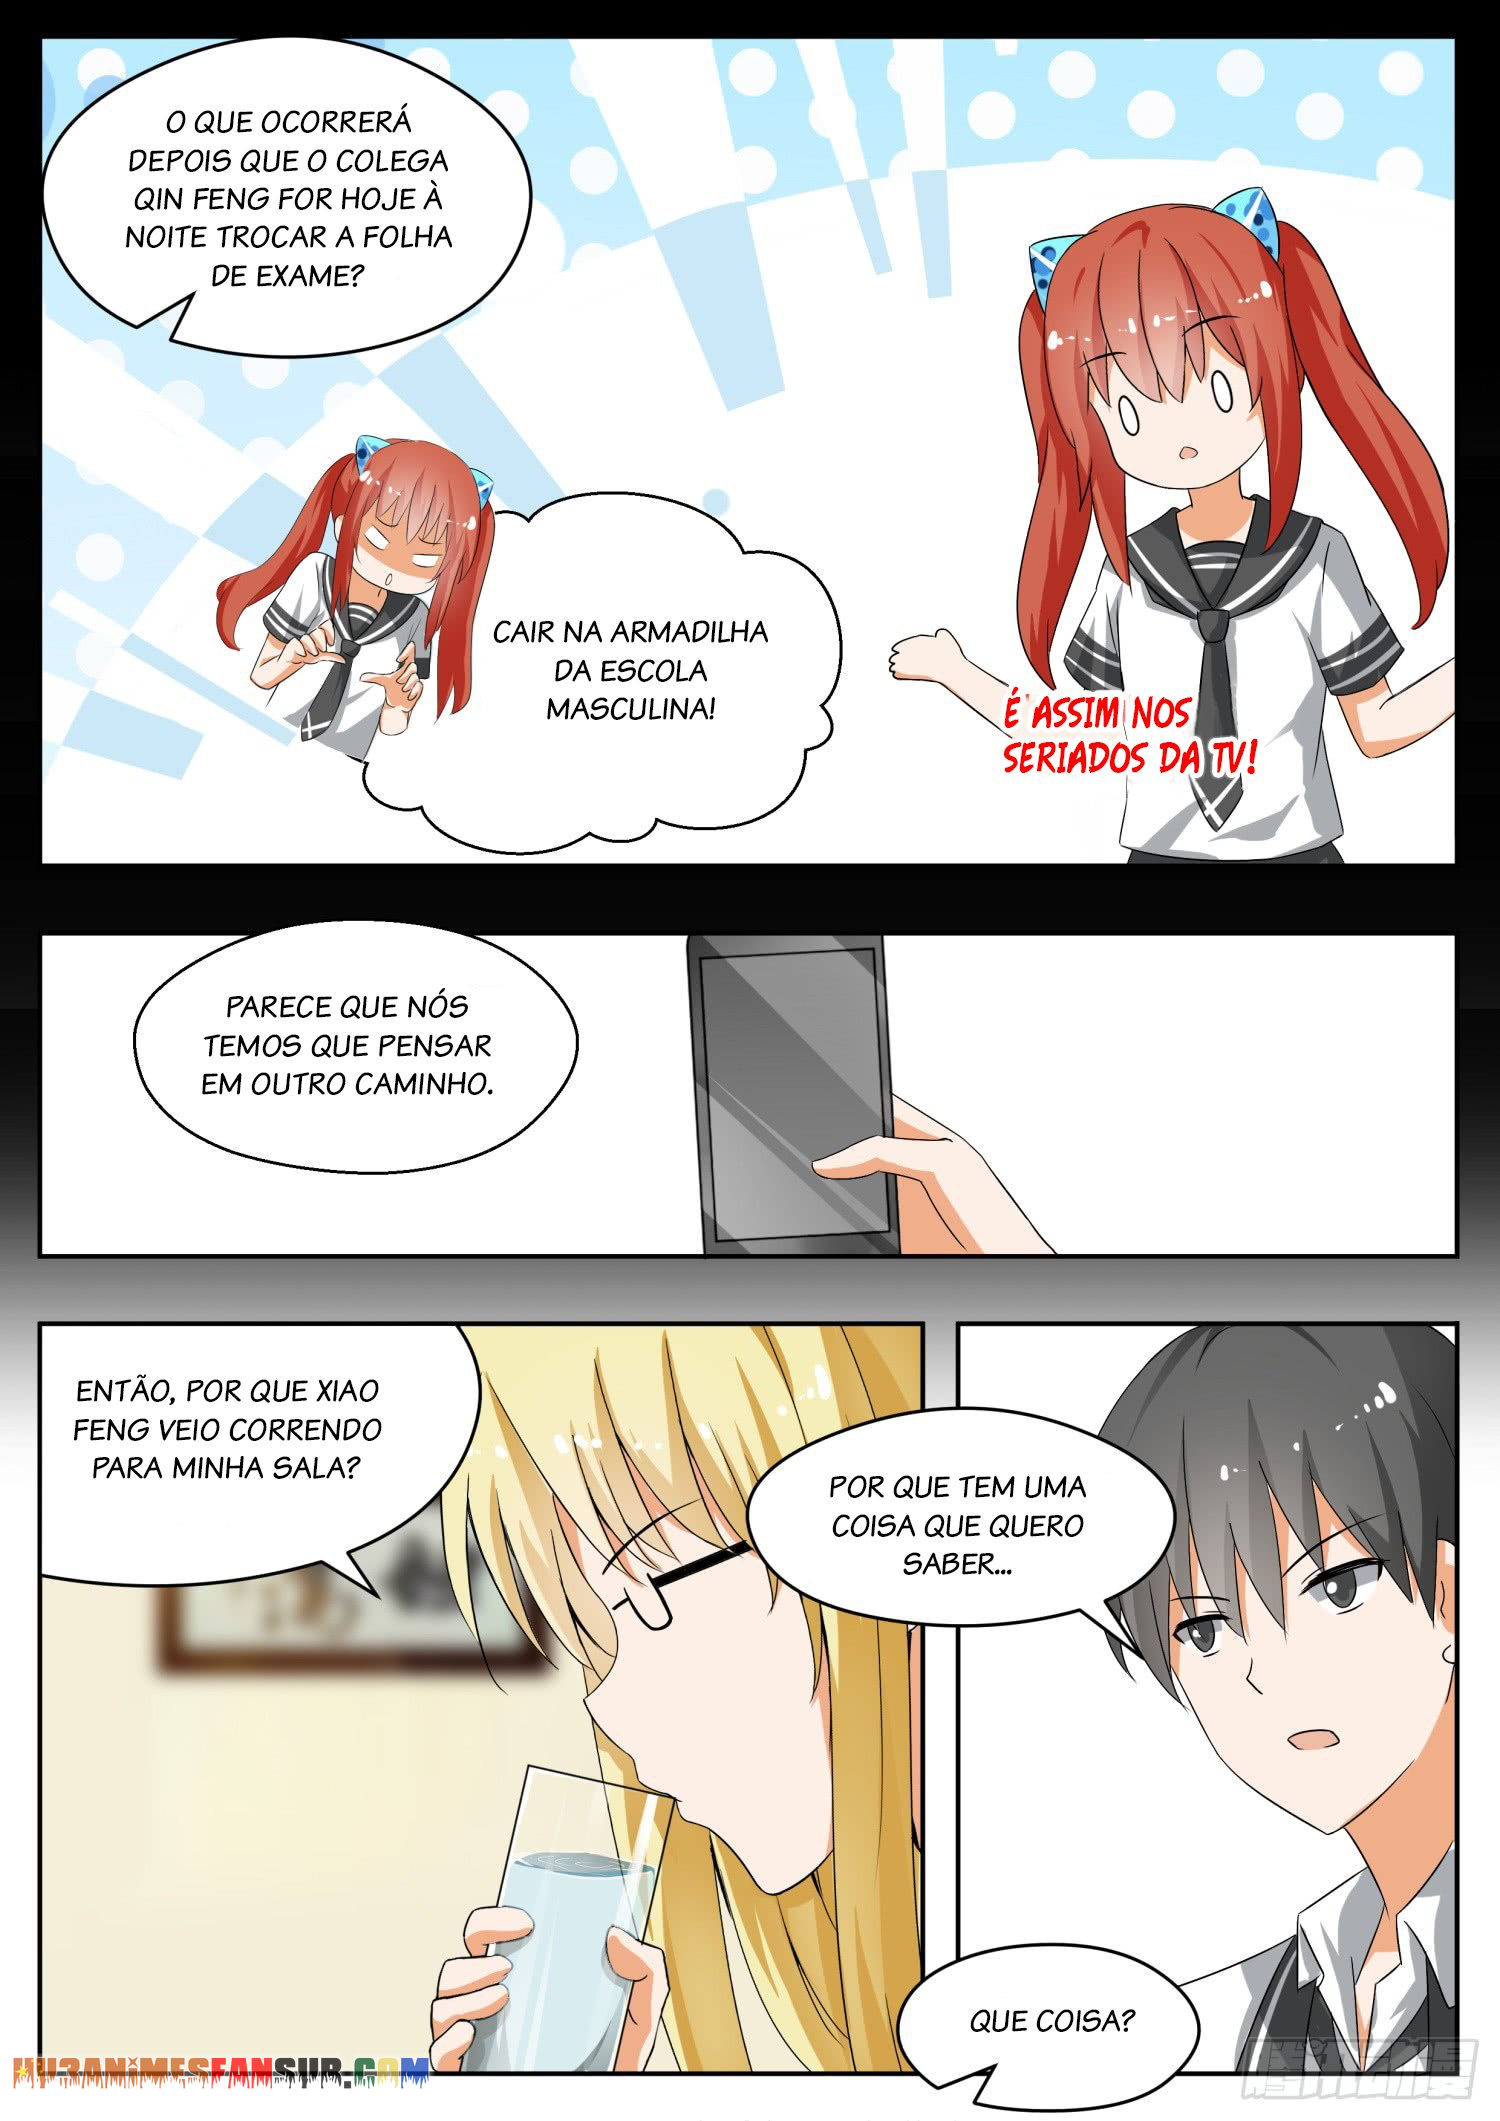 O QUE OCORRERÁ
DEPOIS QUE O COLEGA
QIN FENG FOR HOJE À
NOITE TROCAR A FOLHA
DE EXAME?
CAIR NA ARMADILHA
DA ESCOLA
MASCULINA!
É ASSIM NOS
SERIADOS DA TV!
PARECE QUE NÓS
TEMOS QUE PENSAR
EM OUTRO CAMINHO.
ENTÃO, POR QUE XIAO
FENG VEIO CORRENDO
PARA MINHA SALA?
POR QUE TEM UMA
COISA QUE QUERO
SABER...
QUE COISA?
HU3ANIMESFANSUB.COM